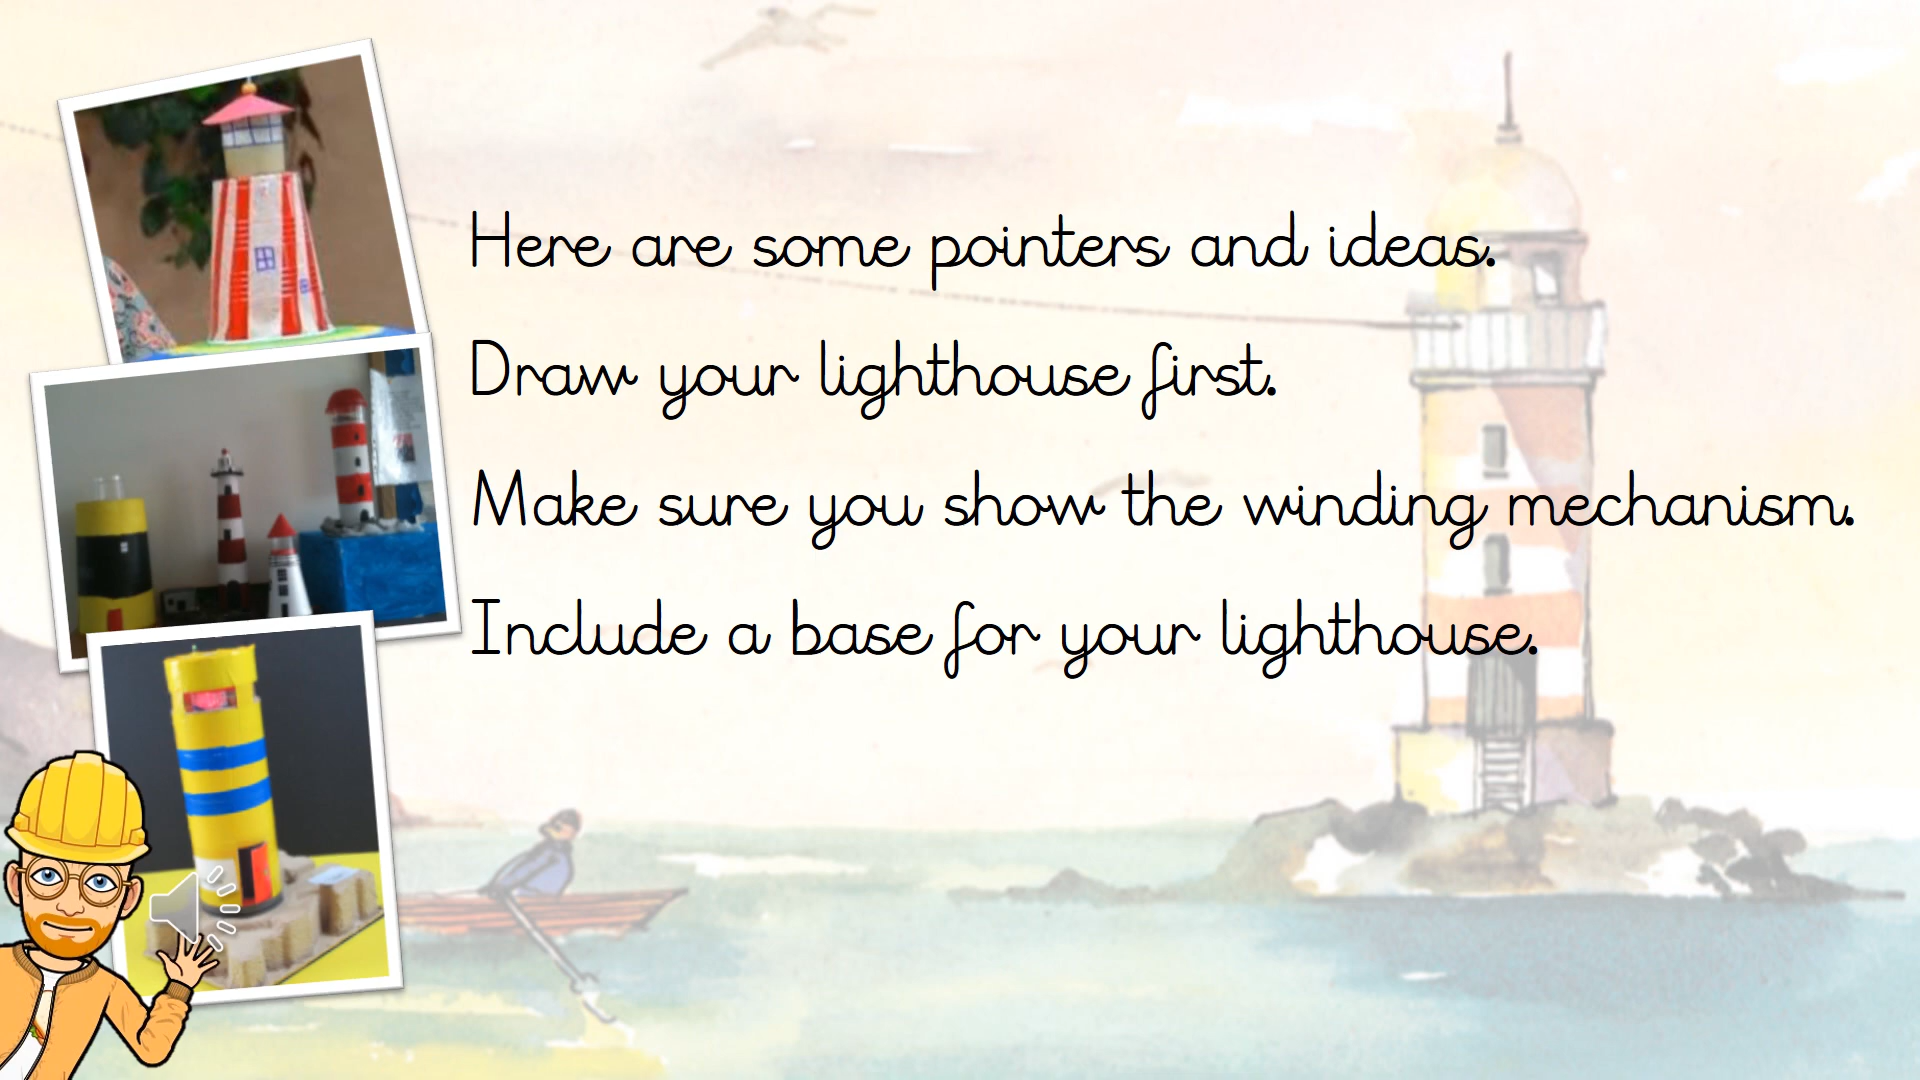 Here are some pointers and ideas.
Draw your lighthouse first.
Make sure you show the winding mechanism.
Include a base for your lighthouse.